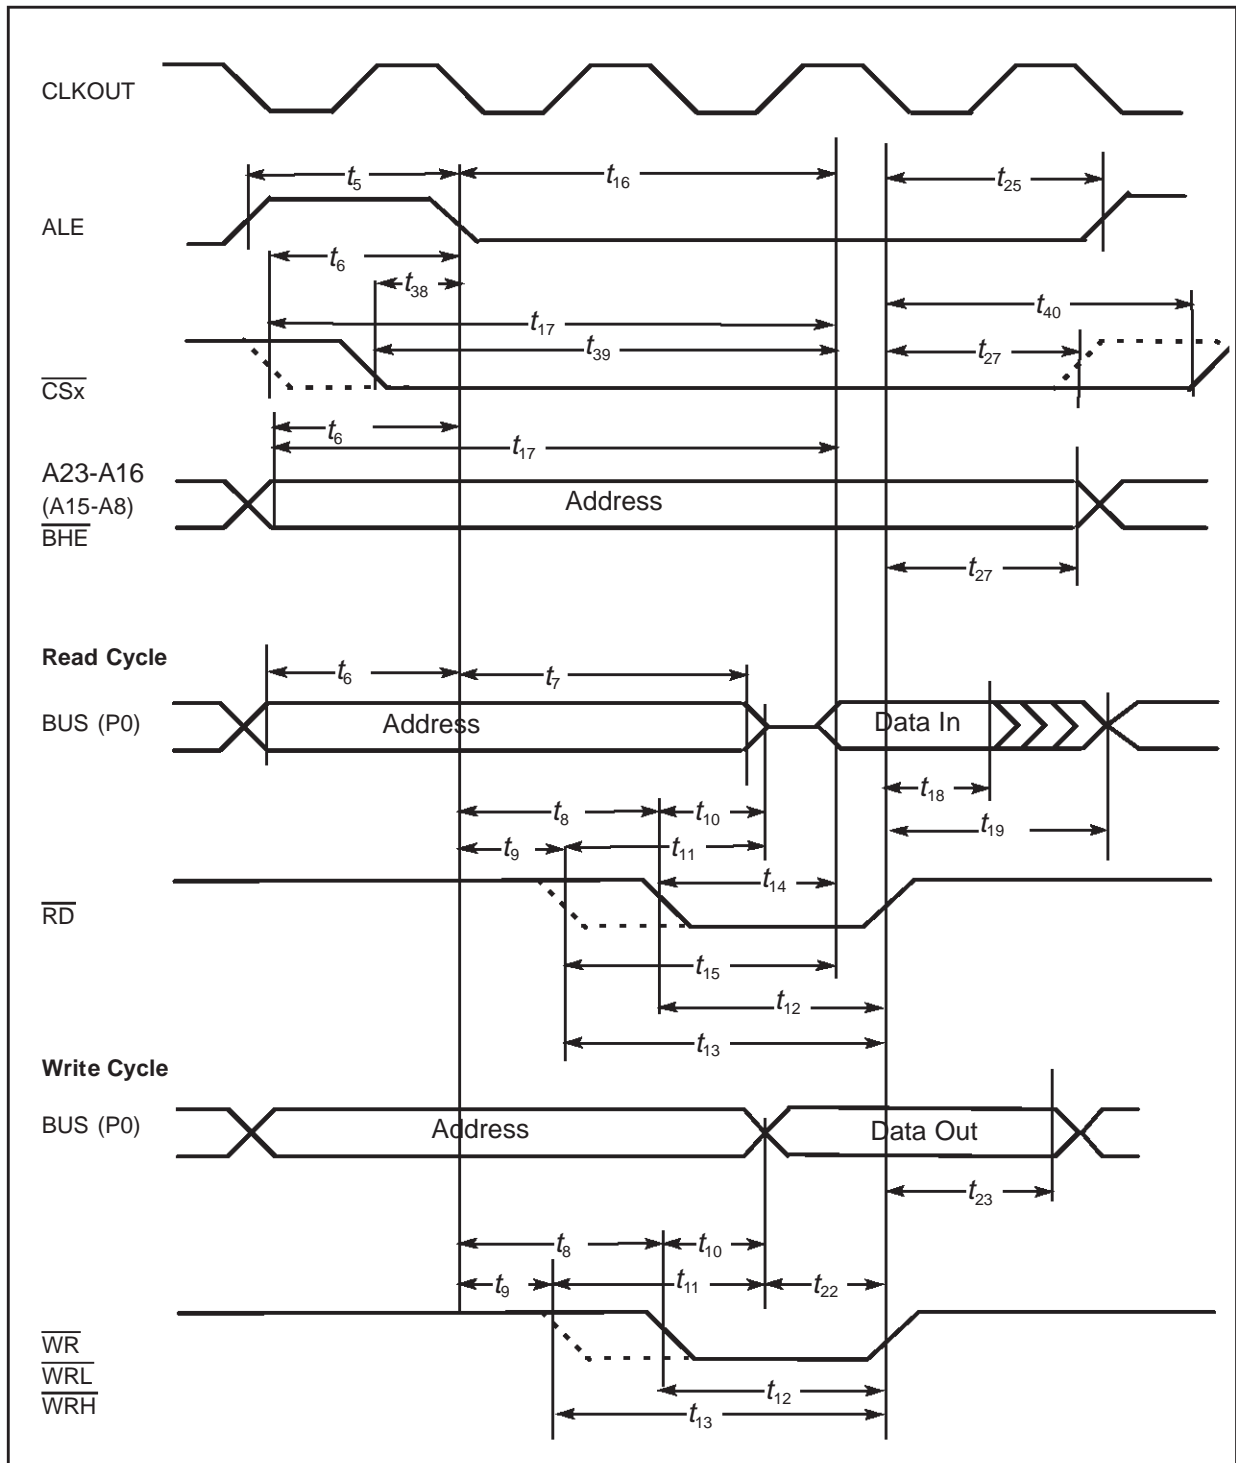 CLKOUT
t5
t16
t25
ALE
t6
t38
t17
t40
t39
t27
CSx
t6
t17
A23-A16
(A15-A8)
BHE
Address
t27
Read Cycle
t6
t7
BUS (P0)
Address
Data In
t18
t8
t10
t19
t9
t11
t14
RD
t15
t12
t13
Write Cycle
BUS (P0)
Address
Data Out
t23
t8
t10
t9
t11
t22
WR
WRL
WRH
t12
t13